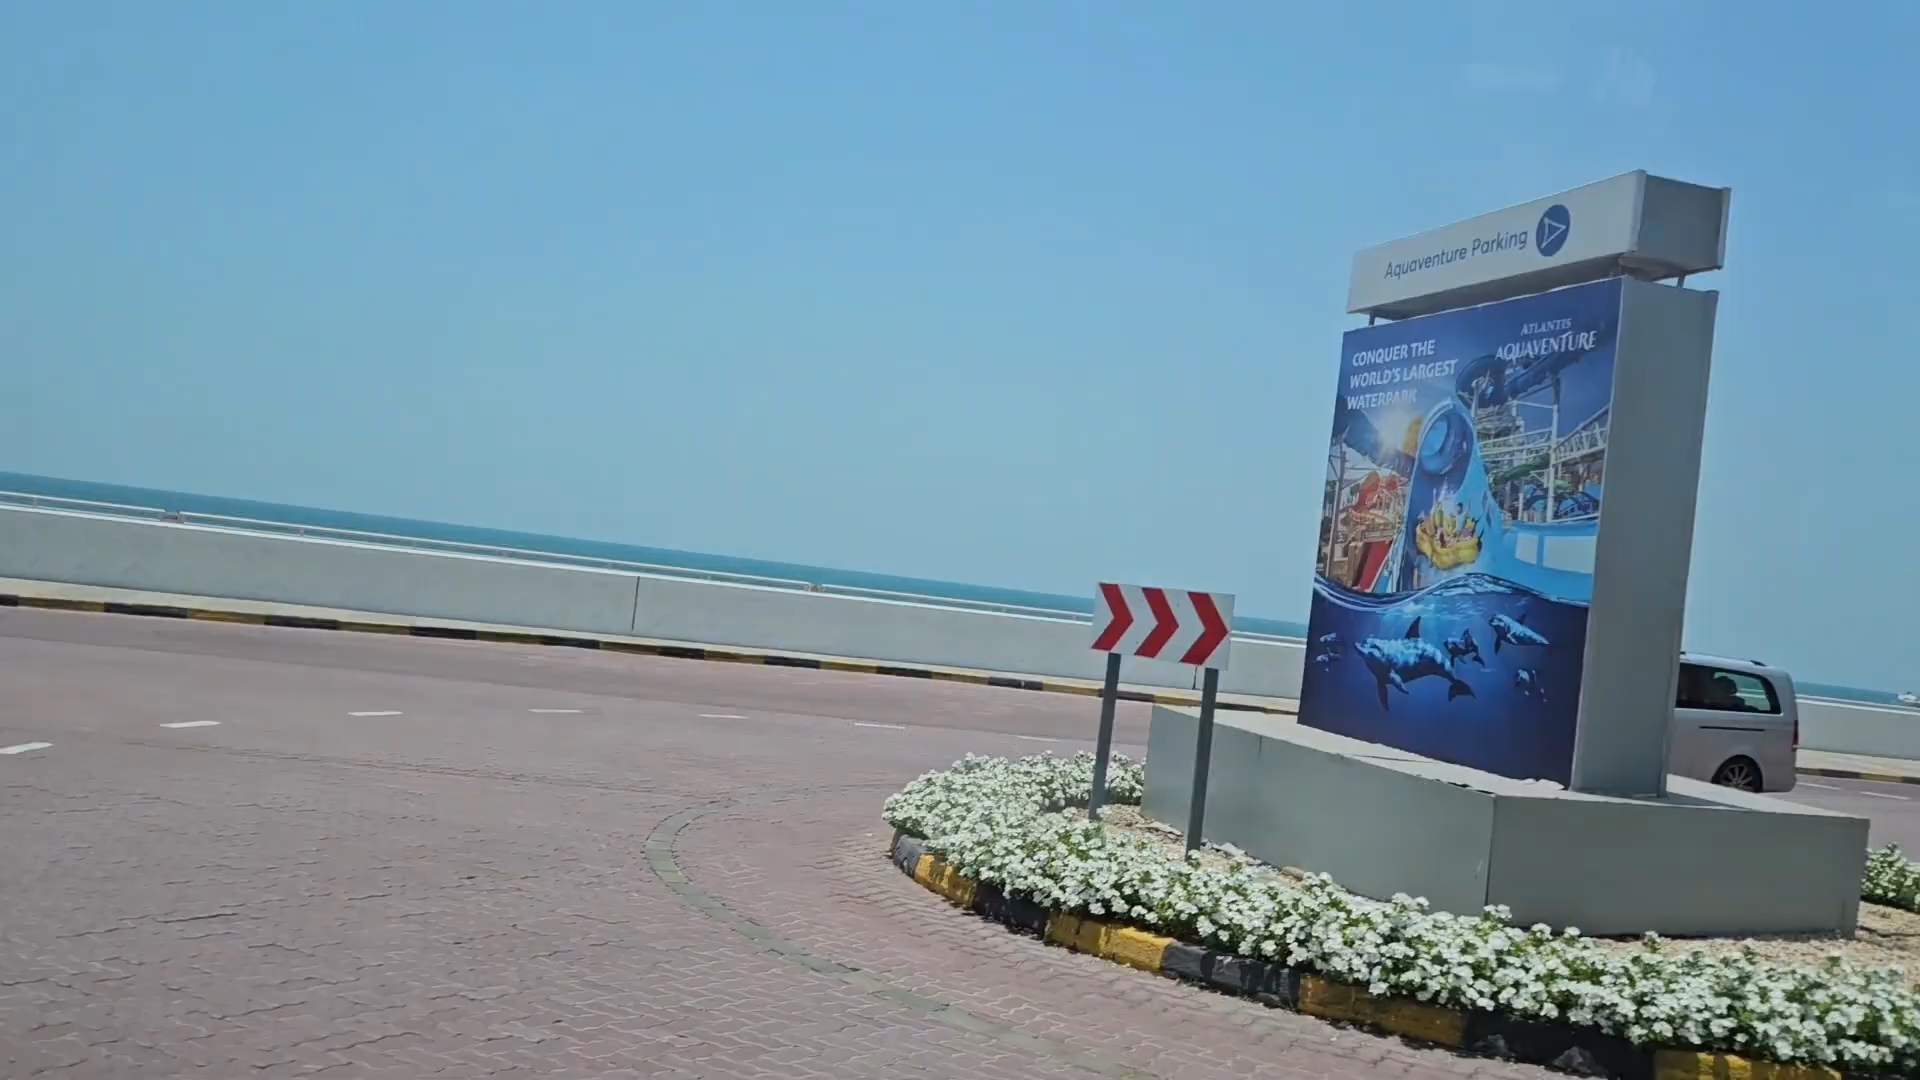 Aquaventure Parking
CONQUER THE
WORLD'S LARGEST
WATERPARK
ATLANTIS
AQUAVENTURE